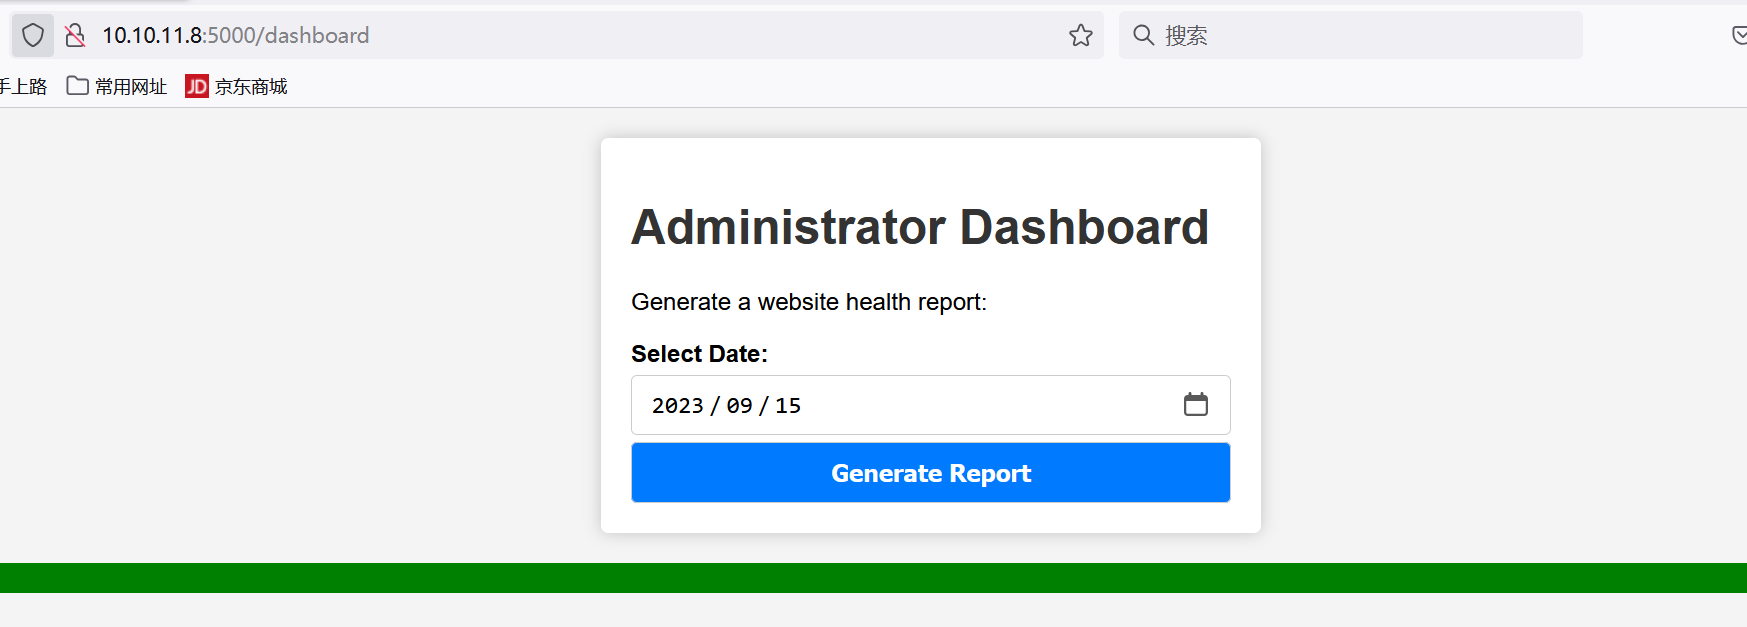 10.10.11.8:5000/dashboard 搜索
手上路 常用网址 JD 京东商城
Administrator Dashboard
Generate a website health report:
Select Date:
2023/09/15
Generate Report